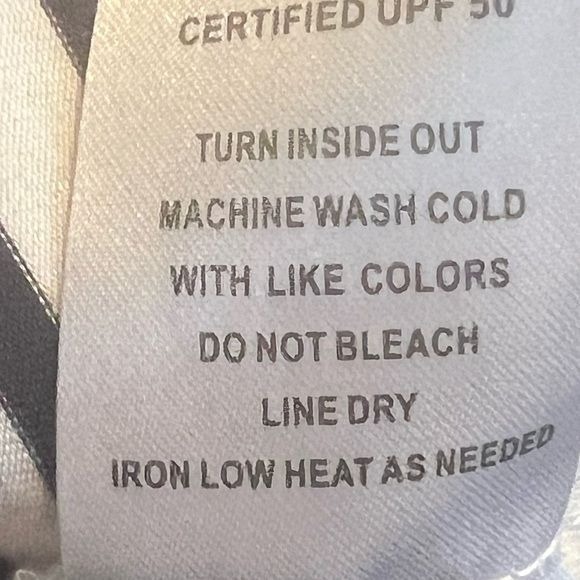 CERTIFIED UPF 50
TURN INSIDE OUT
MACHINE WASH COLD
WITH LIKE COLORS
DO NOT BLEACH
LINE DRY
IRON LOW HEAT AS NEEDED